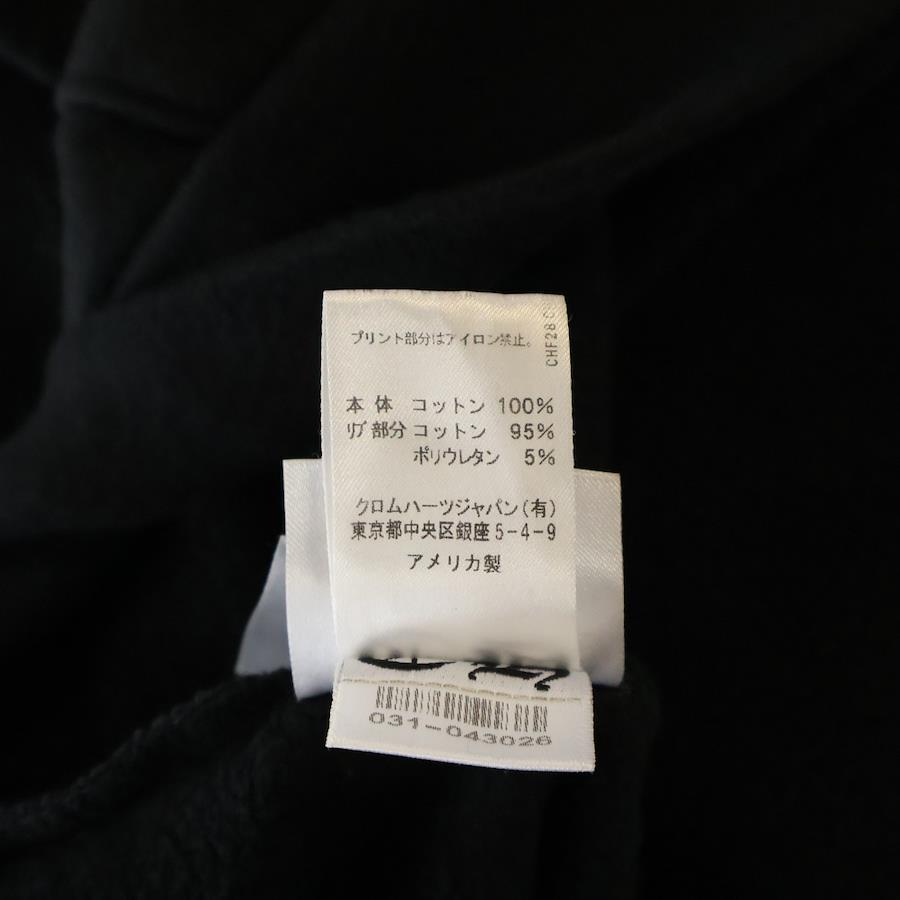 プリント部分はアイロン禁止。
CHF28
本体 コットン 100%
リブ部分 コットン 95%
ポリウレタン 5%
クロムハーツジャパン(有)
東京都中央区銀座5-4-9
アメリカ製
031-043026